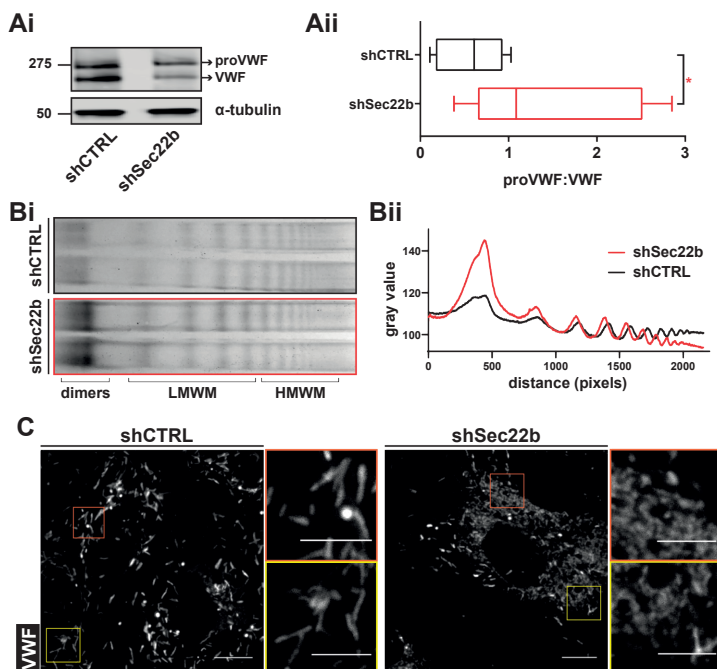 Ai
275
proVWF
VWF
50
α-tubulin
shCTRL
shSec22b
Aii
shCTRL
shSec22b
*
0
1
2
3
proVWF:VWF
Bi
shCTRL
shSec22b
dimers
LMWM
HMWM
Bii
shSec22b
shCTRL
gray value
140
120
100
0
500
1000
1500
2000
distance (pixels)
C
shCTRL
shSec22b
VWF